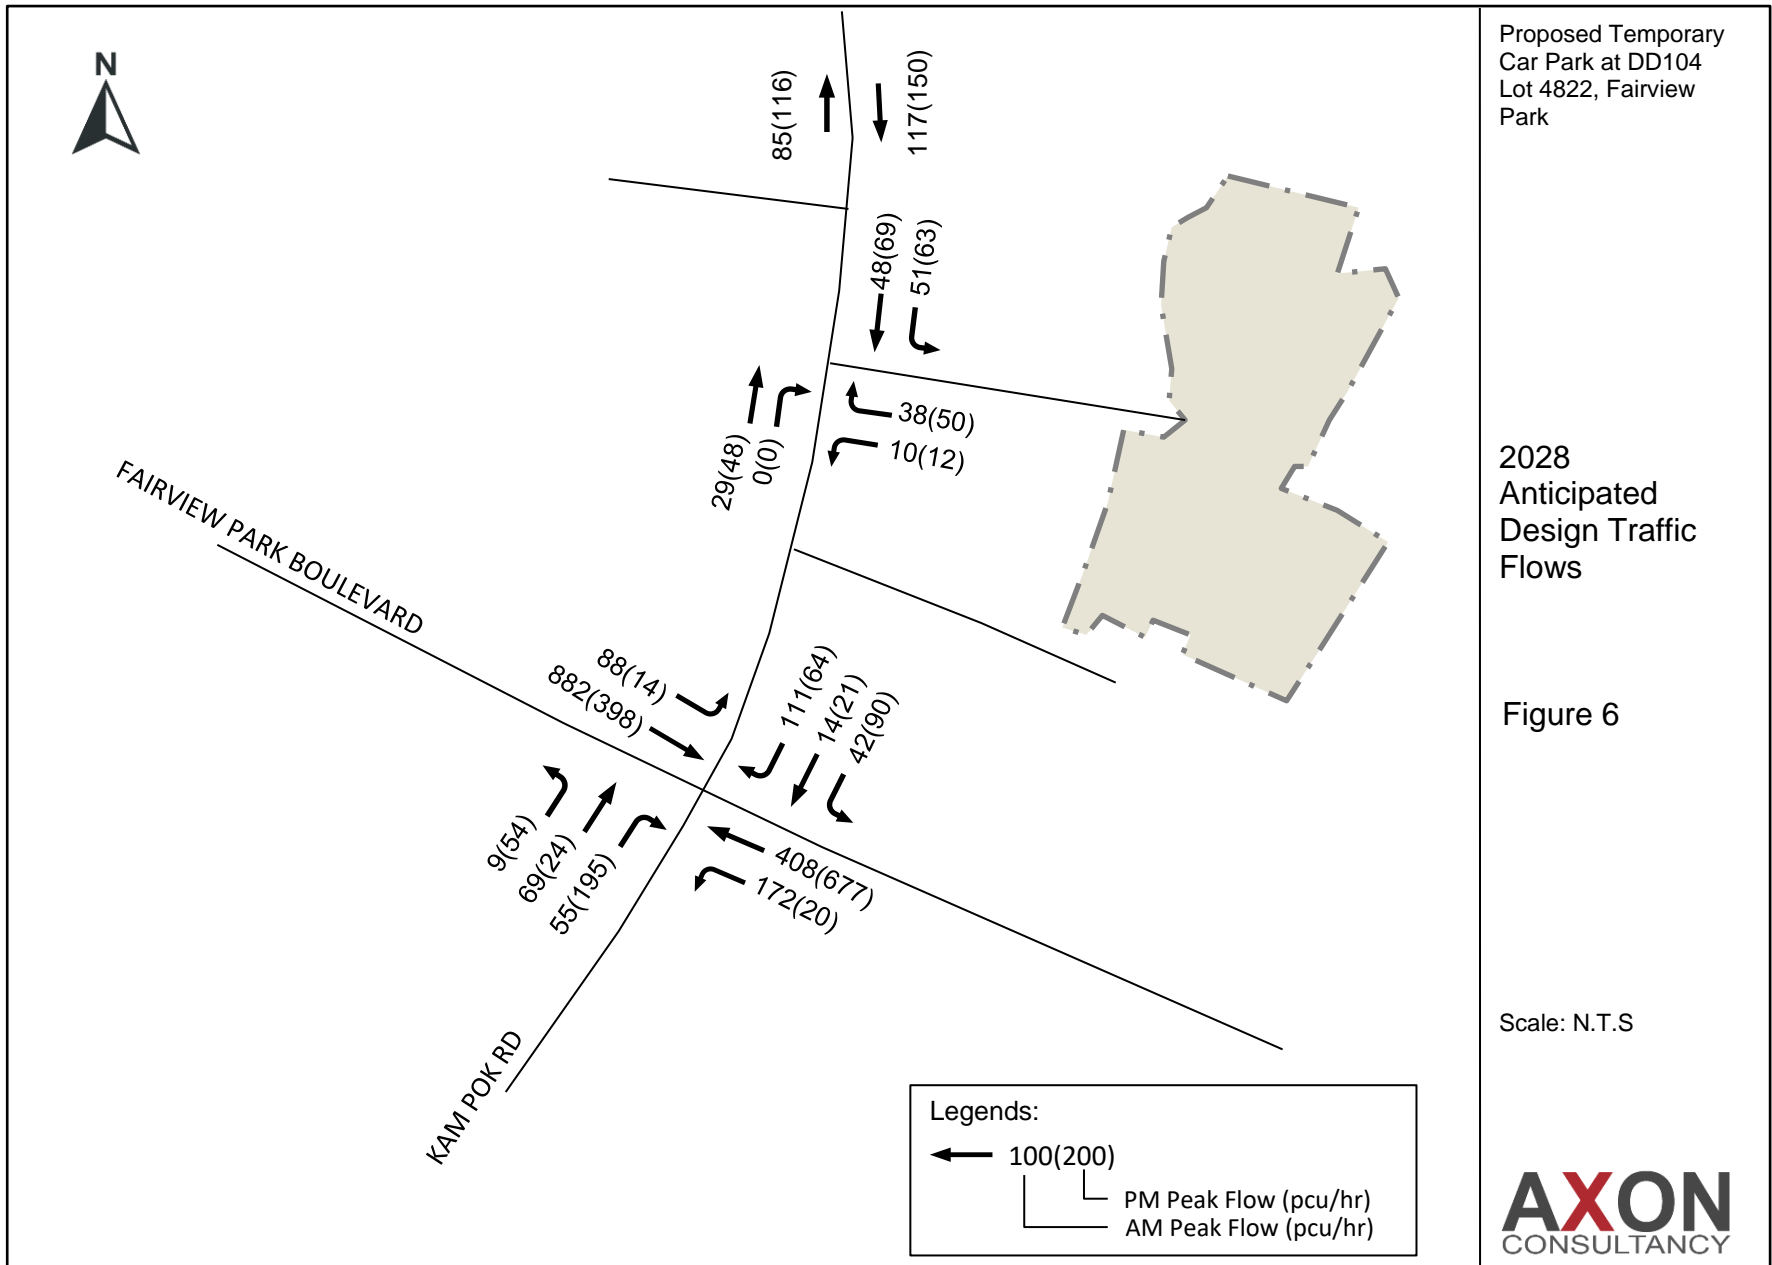 N
85(116)
117(150)
48(69)
51(63)
29(48)
0(0)
38(50)
10(12)
FAIRVIEW PARK BOULEVARD
88(14)
882(398)
111(64)
14(21)
42(90)
9(54)
69(24)
55(195)
408(677)
172(20)
KAM POK RD
Legends:
100(200)
PM Peak Flow (pcu/hr)
AM Peak Flow (pcu/hr)
Proposed Temporary
Car Park at DD104
Lot 4822, Fairview
Park
2028
Anticipated
Design Traffic
Flows
Figure 6
Scale: N.T.S
AXON
CONSULTANCY